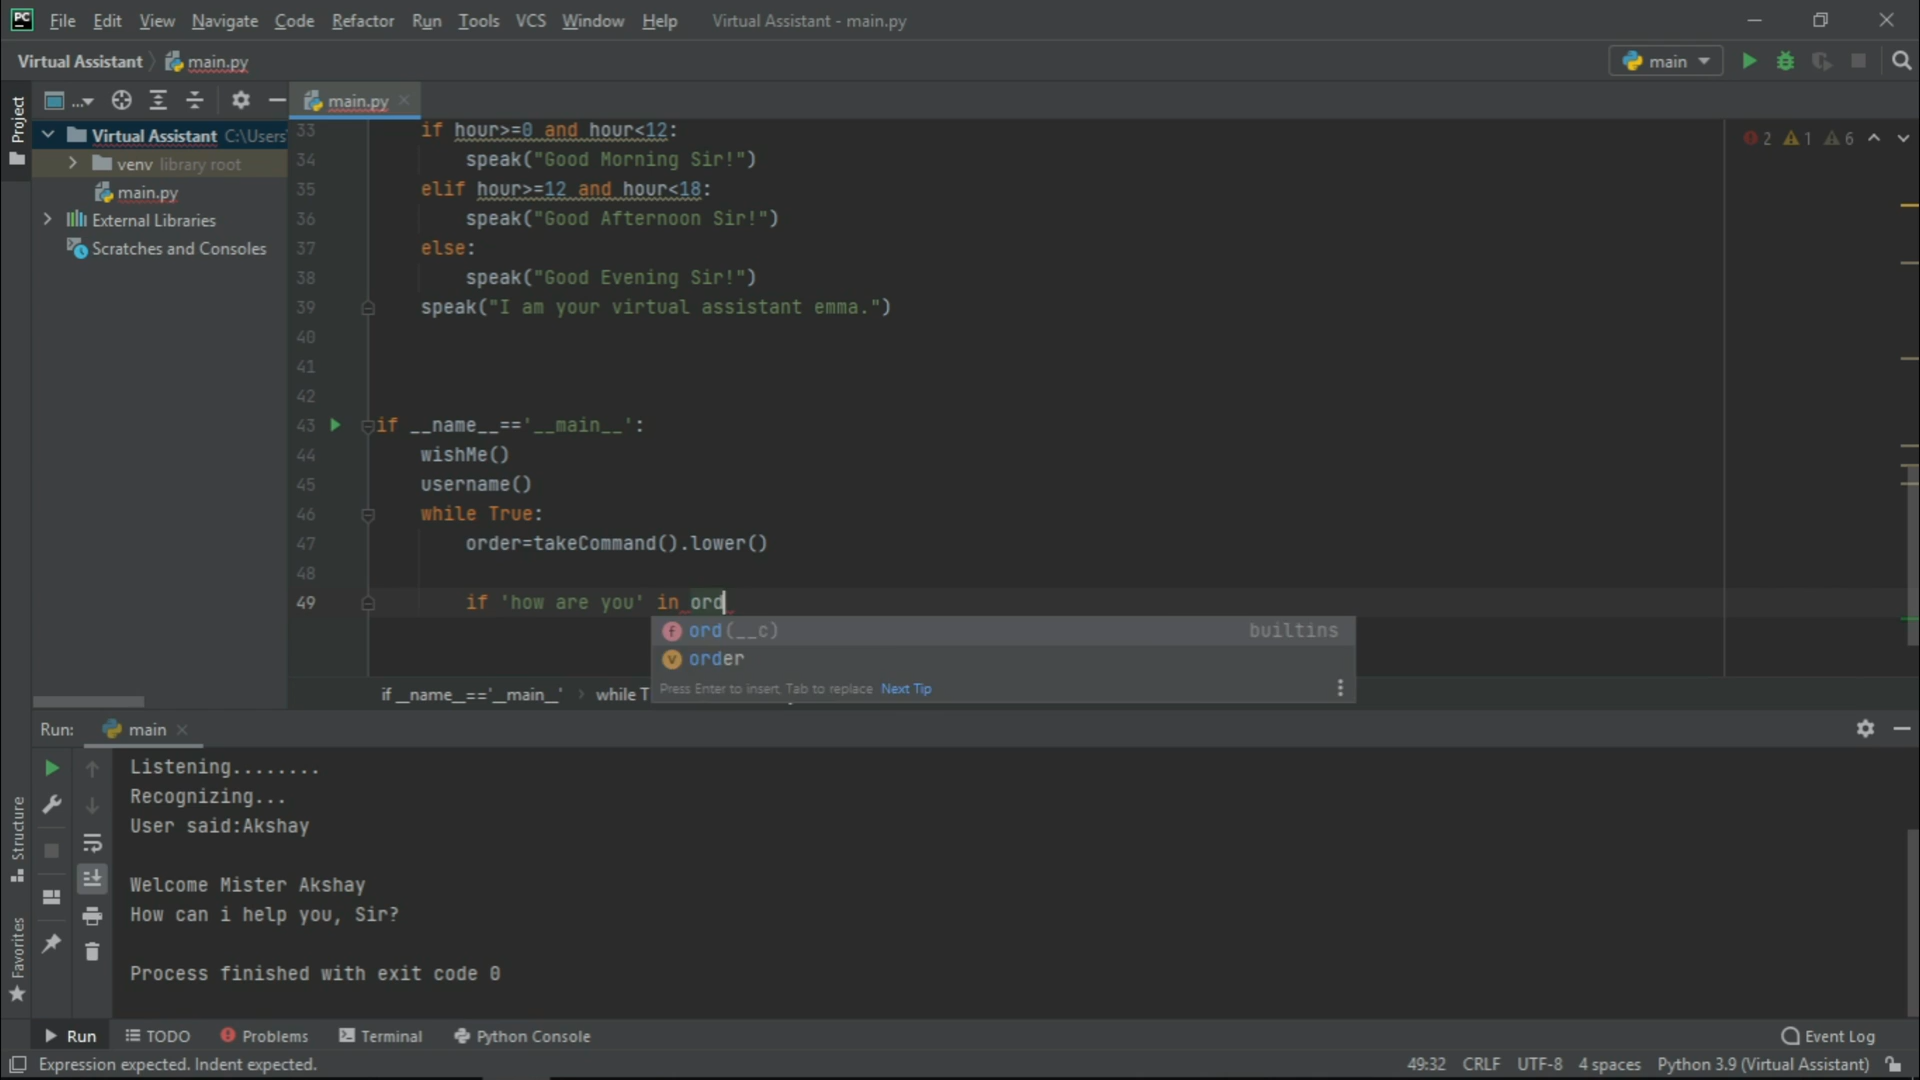 PC File Edit View Navigate Code Refactor Run Tools VCS Window Help Virtual Assistant - main.py
Virtual Assistant main.py main
Project ... main.py
Virtual Assistant C:\Users
venv library root
main.py
External Libraries
Scratches and Consoles
2 1 6
33 if hour>=0 and hour<12:
34 speak("Good Morning Sir!")
35 elif hour>=12 and hour<18:
36 speak("Good Afternoon Sir!")
37 else:
38 speak("Good Evening Sir!")
39 speak("I am your virtual assistant emma.")
40
41
42
43 if __name__=='__main__':
44 wishMe()
45 username()
46 while True:
47 order=takeCommand().lower()
48
49 if 'how are you' in ord
f ord(__c) builtins
v order
Press Enter to insert, Tab to replace Next Tip
if __name__=='__main__' while T
Run: main
Listening........
Recognizing...
User said:Akshay
Welcome Mister Akshay
How can i help you, Sir?
Process finished with exit code 0
Structure
Favorites
Run TODO Problems Terminal Python Console Event Log
Expression expected. Indent expected. 49:32 CRLF UTF-8 4 spaces Python 3.9 (Virtual Assistant)